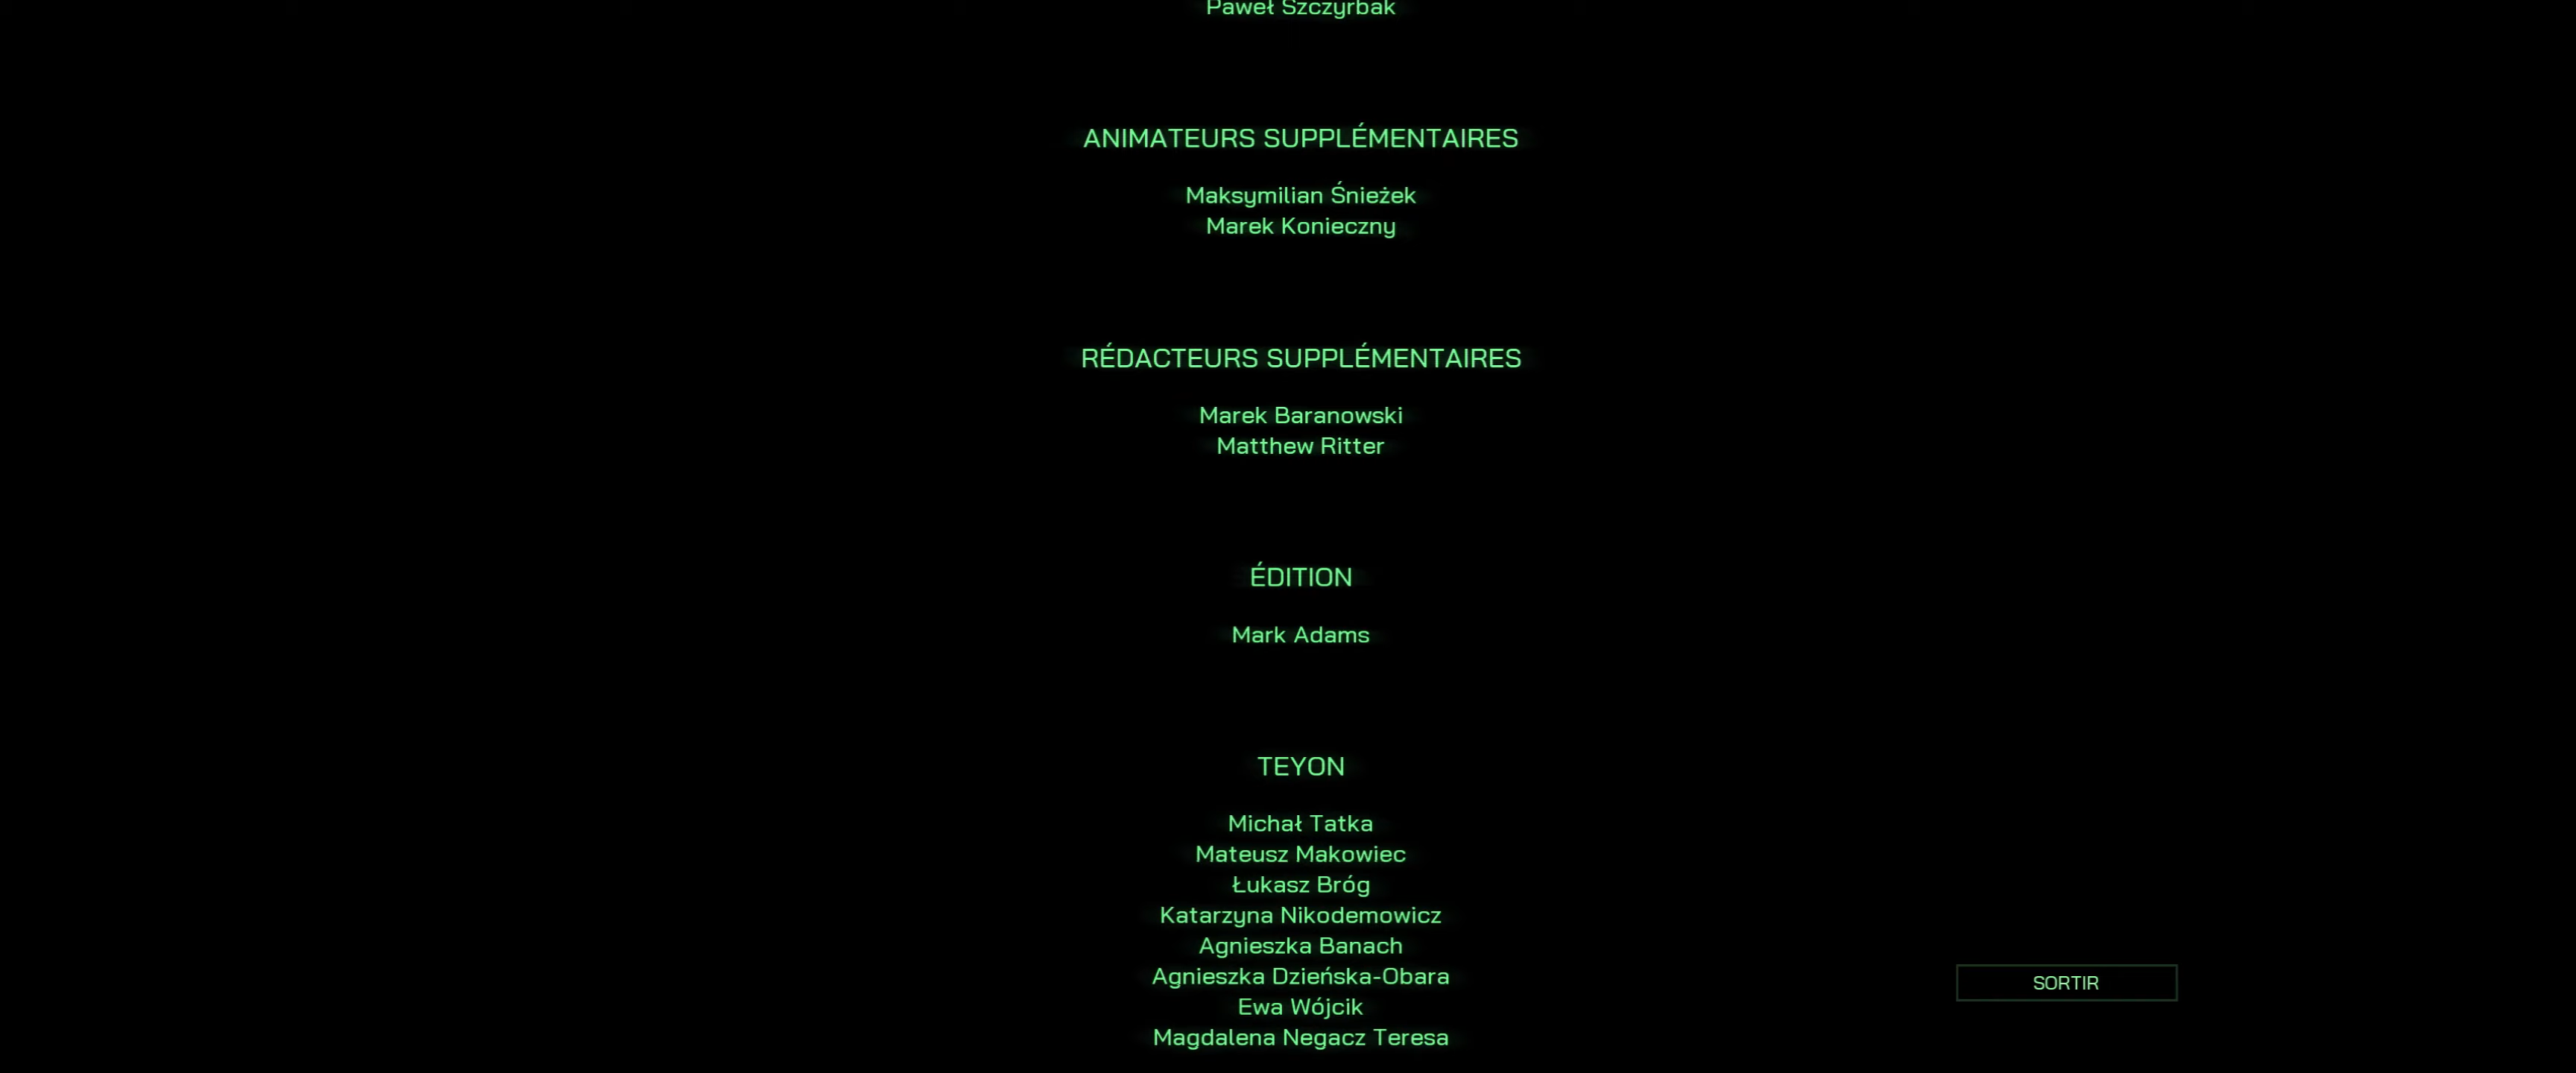 Paweł Szczyrbak
ANIMATEURS SUPPLÉMENTAIRES
Maksymilian Śnieżek
Marek Konieczny
RÉDACTEURS SUPPLÉMENTAIRES
Marek Baranowski
Matthew Ritter
ÉDITION
Mark Adams
TEYON
Michał Tatka
Mateusz Makowiec
Łukasz Bróg
Katarzyna Nikodemowicz
Agnieszka Banach
Agnieszka Dzieńska-Obara
SORTIR
Ewa Wójcik
Magdalena Negacz Teresa